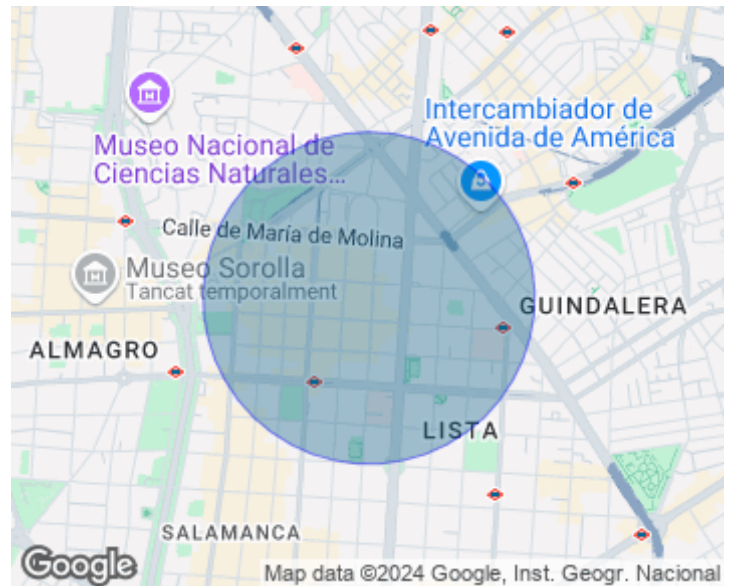 Intercambiador de
Avenida de América
Museo Nacional de
Ciencias Naturales...
Calle de María de Molina
Museo Sorolla
Tancat temporalment
GUINDALERA
ALMAGRO
LISTA
SALAMANCA
Google
Map data ©2024 Google, Inst. Geogr. Nacional